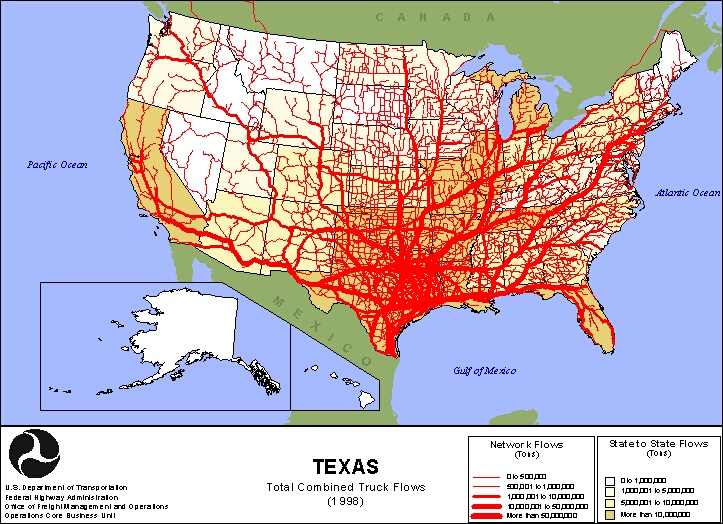 CANADA
Pacific Ocean
Atlantic Ocean
MEXICO
Gulf of Mexico
U.S. Department of Transportation
Federal Highway Administration
Office of Freight Management and Operations
Operations Core Business Unit
TEXAS
Total Combined Truck Flows
(1998)
Network Flows
(Tons)
0 to 500,000
500,001 to 1,000,000
1,000,001 to 10,000,000
10,000,001 to 50,000,000
More than 50,000,000
State to State Flows
(Tons)
0 to 1,000,000
1,000,001 to 5,000,000
5,000,001 to 10,000,000
More than 10,000,000